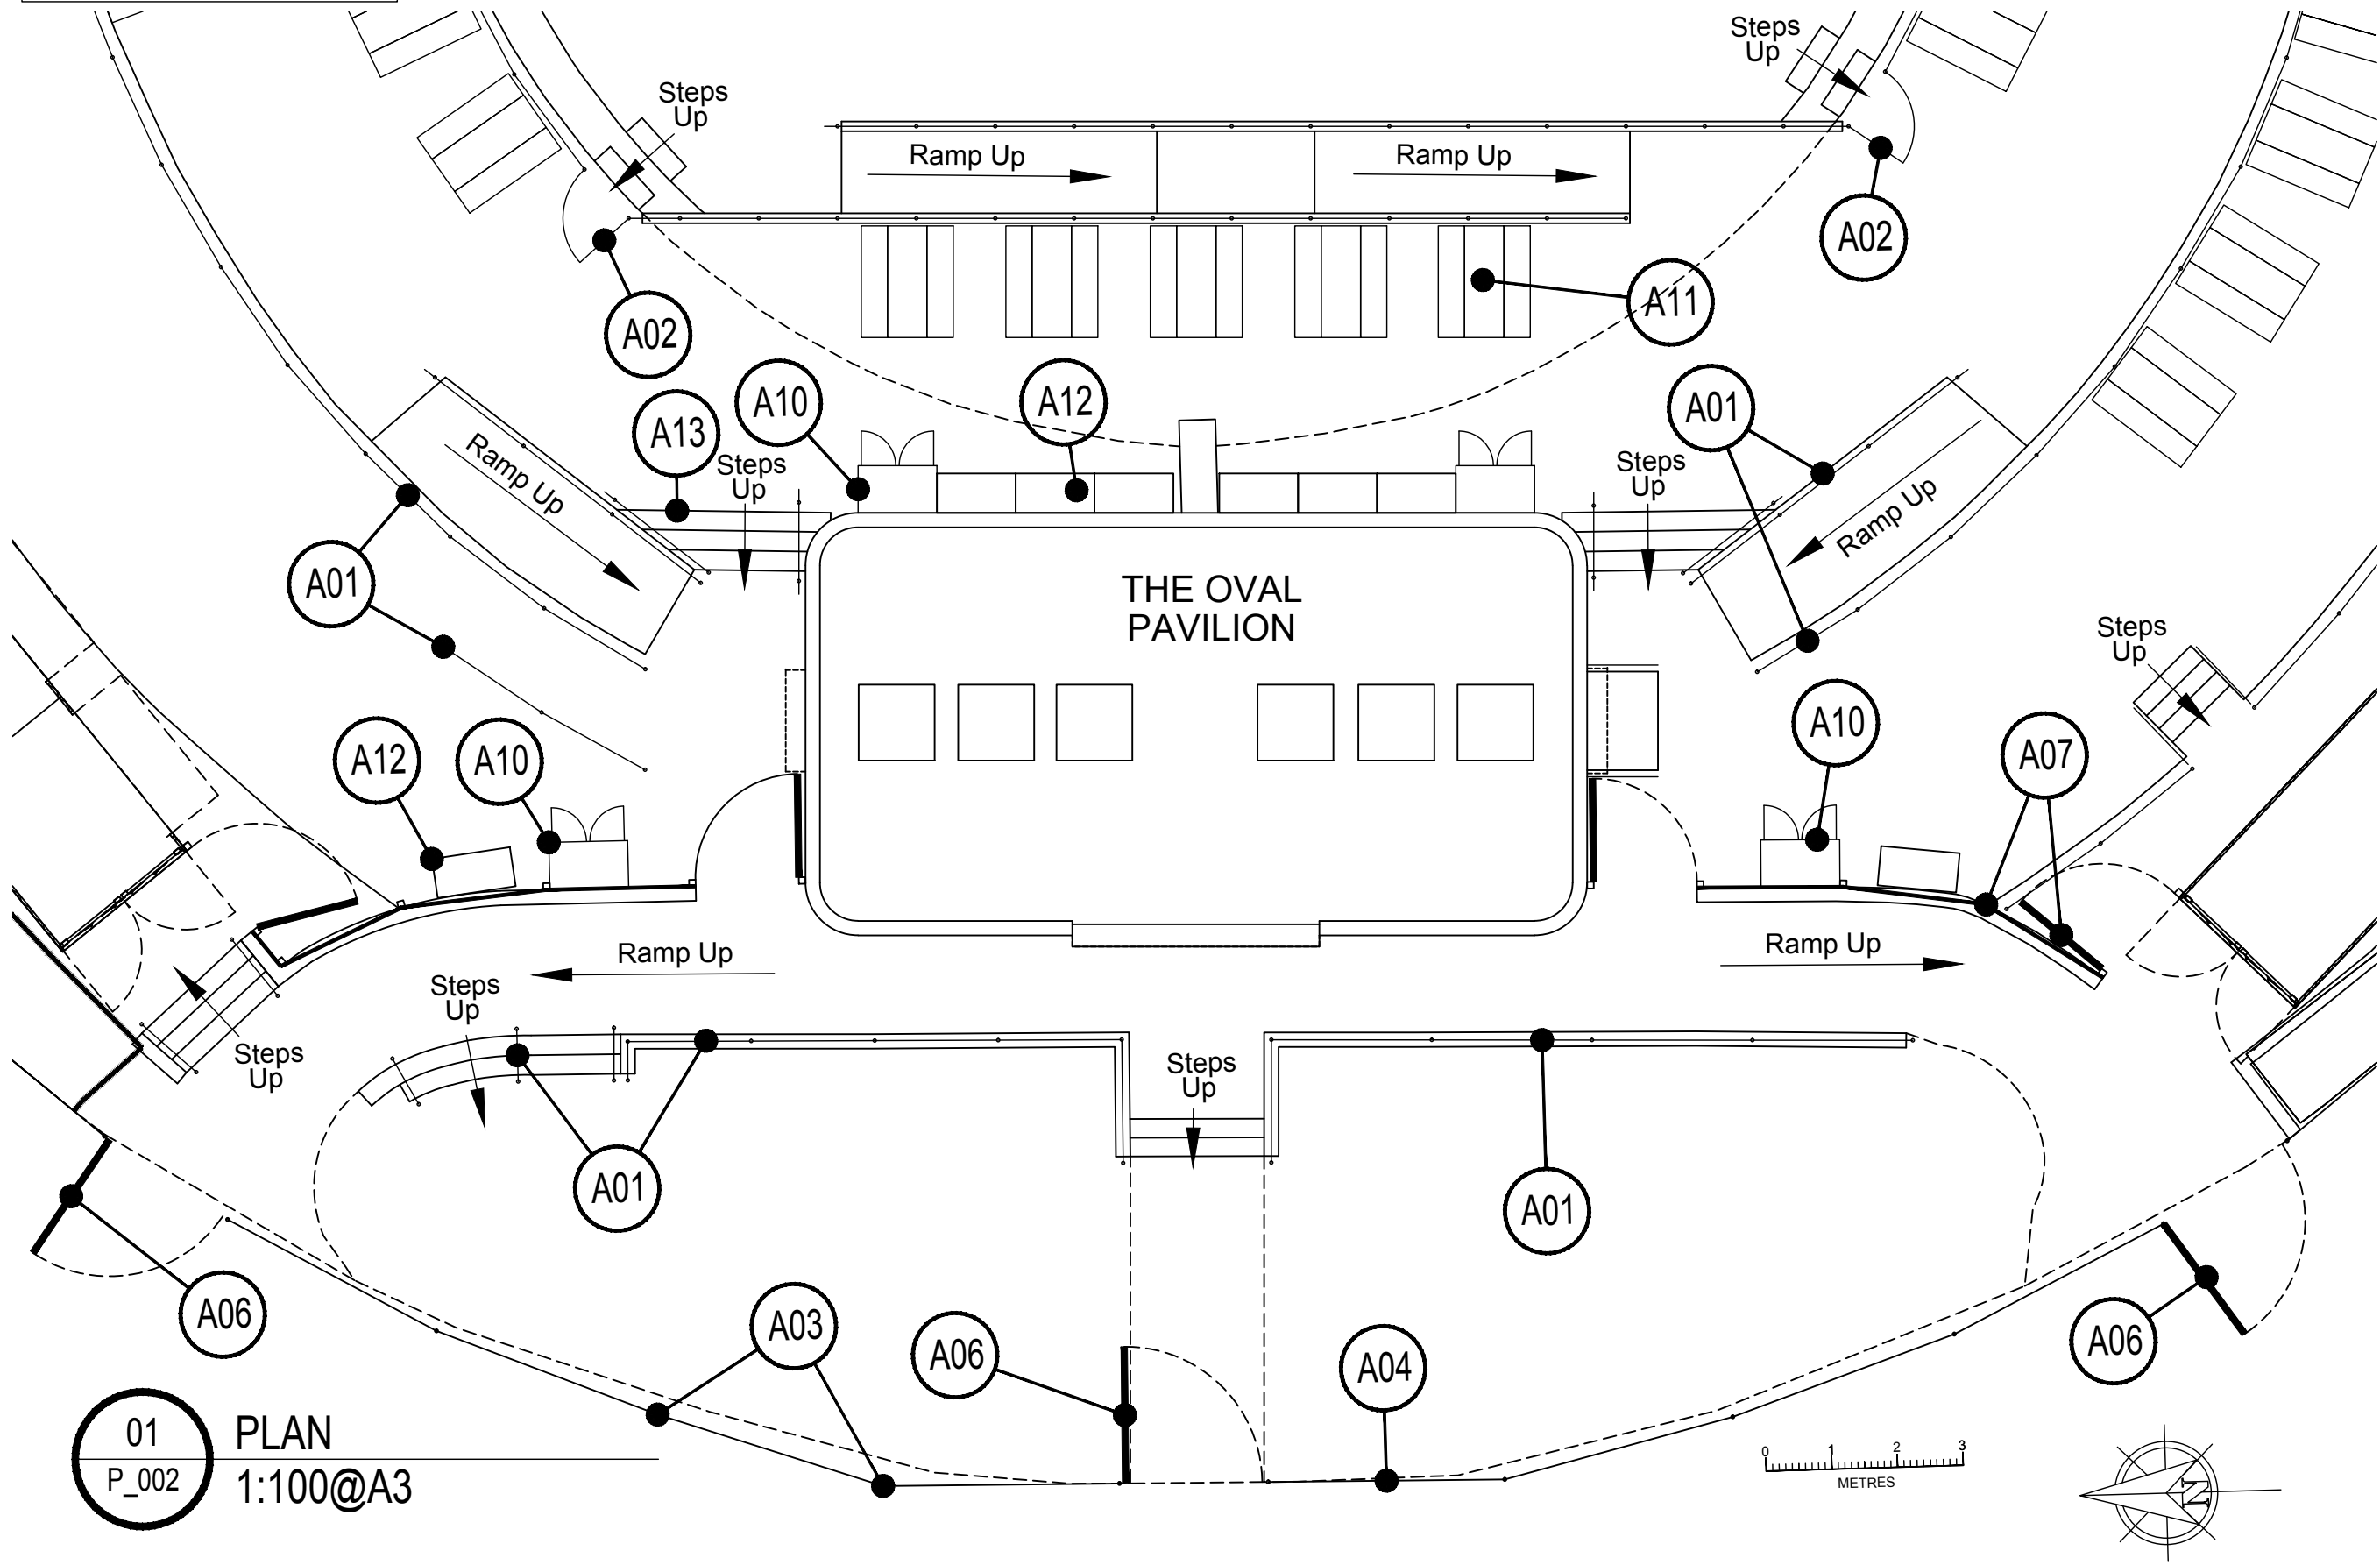 Steps
Up
Steps
Up
Ramp Up
Ramp Up
A02
A02
A11
A10
A12
A13
A01
Steps
Up
Steps
Up
Ramp Up
Ramp Up
A01
THE OVAL
PAVILION
Steps
Up
A12
A10
A10
A07
Ramp Up
Ramp Up
Steps
Up
Steps
Up
Steps
Up
A01
A01
A06
A03
A06
A04
A06
01
P_002
PLAN
1:100@A3
0 1 2 3
METRES
N